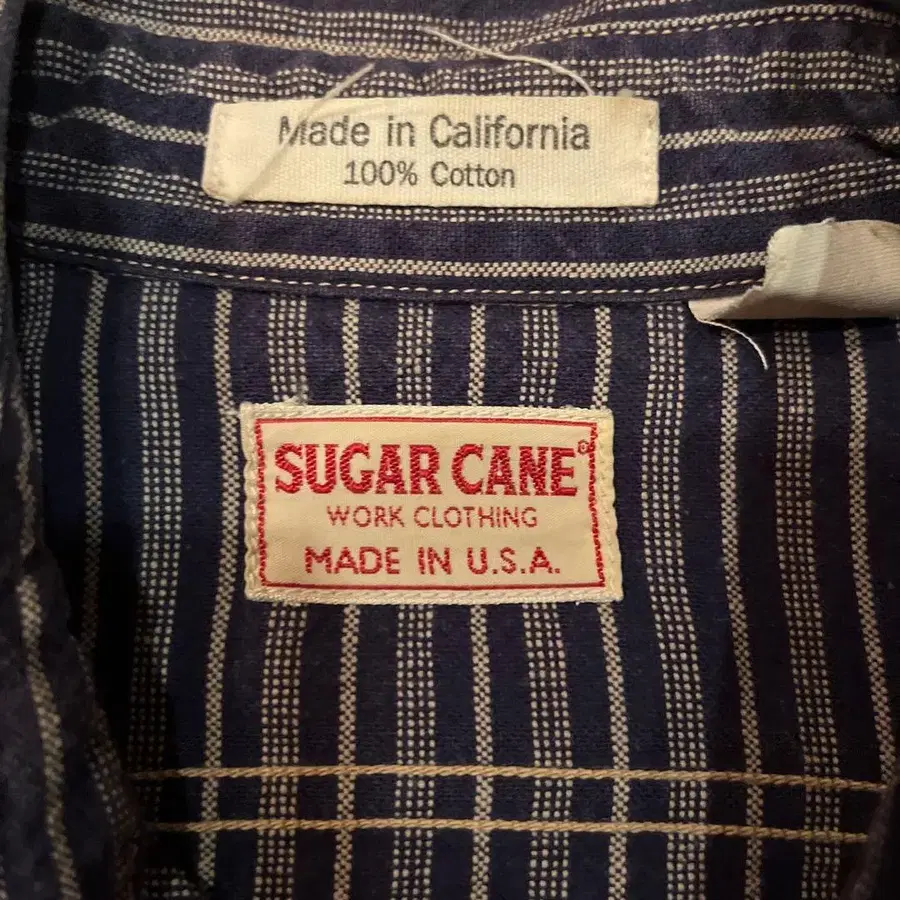 Made in California
100% Cotton
SUGAR CANE®
WORK CLOTHING
MADE IN U.S.A.